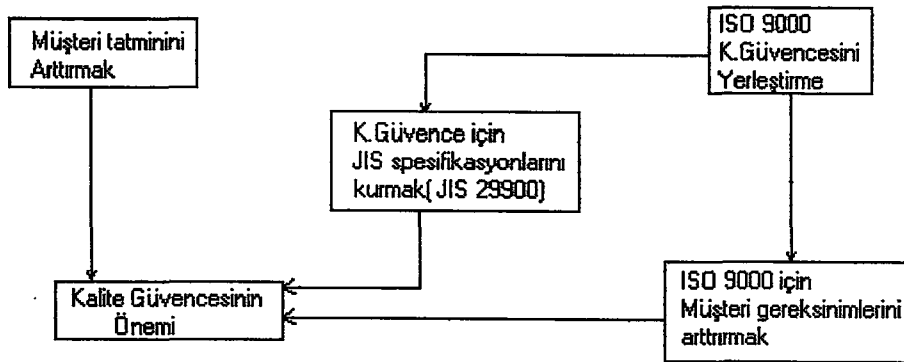 Müşteri tatminini
Arttırmak
ISO 9000
K.Güvencesini
Yerleştirme
K.Güvence için
JIS spesifikasyonlarını
kurmak( JIS 29900)
Kalite Güvencesinin
Önemi
ISO 9000 için
Müşteri gereksinimlerini
arttırmak